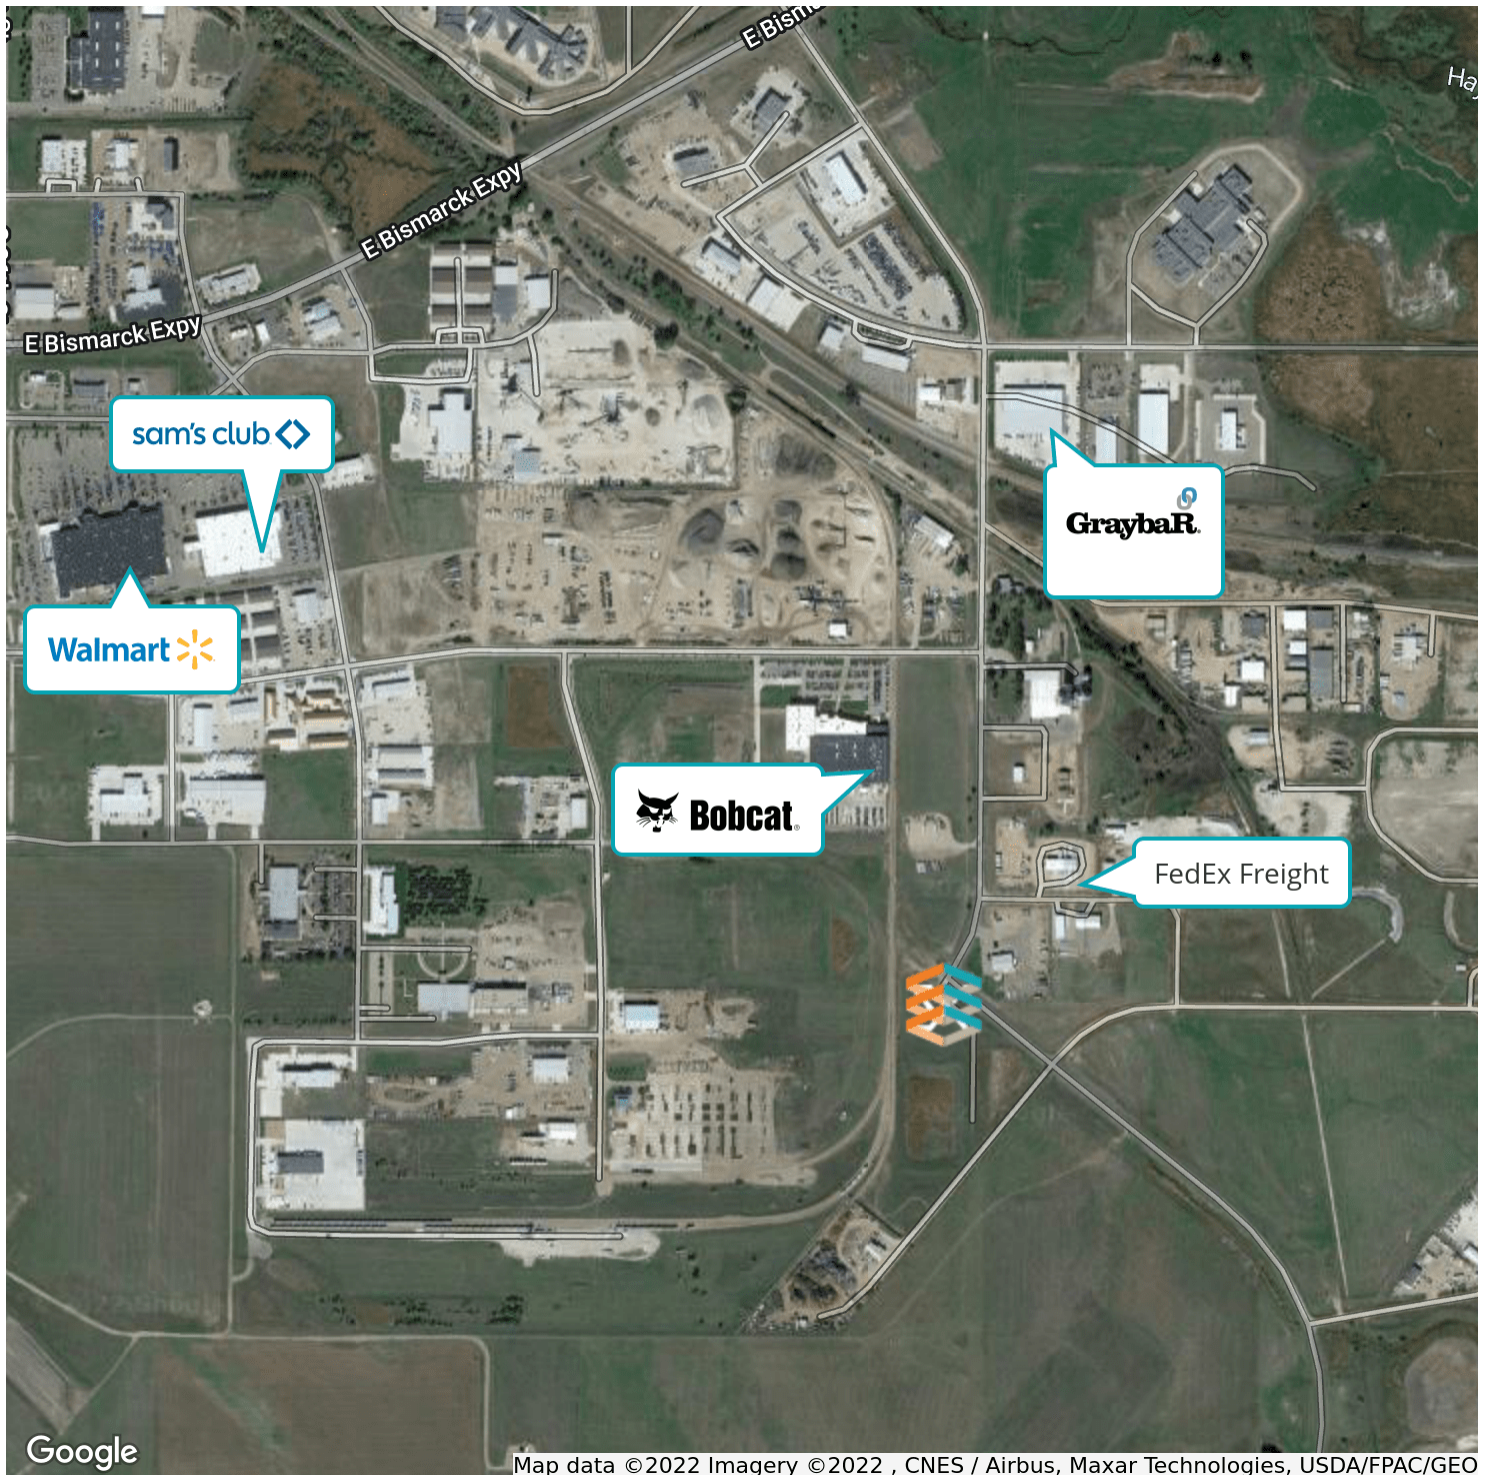 E Bism
Ha
E Bismarck Expy
E Bismarck Expy
sam's club
GraybaR
Walmart
Bobcat
FedEx Freight
Google
Map data ©2022 Imagery ©2022 , CNES / Airbus, Maxar Technologies, USDA/FPAC/GEO